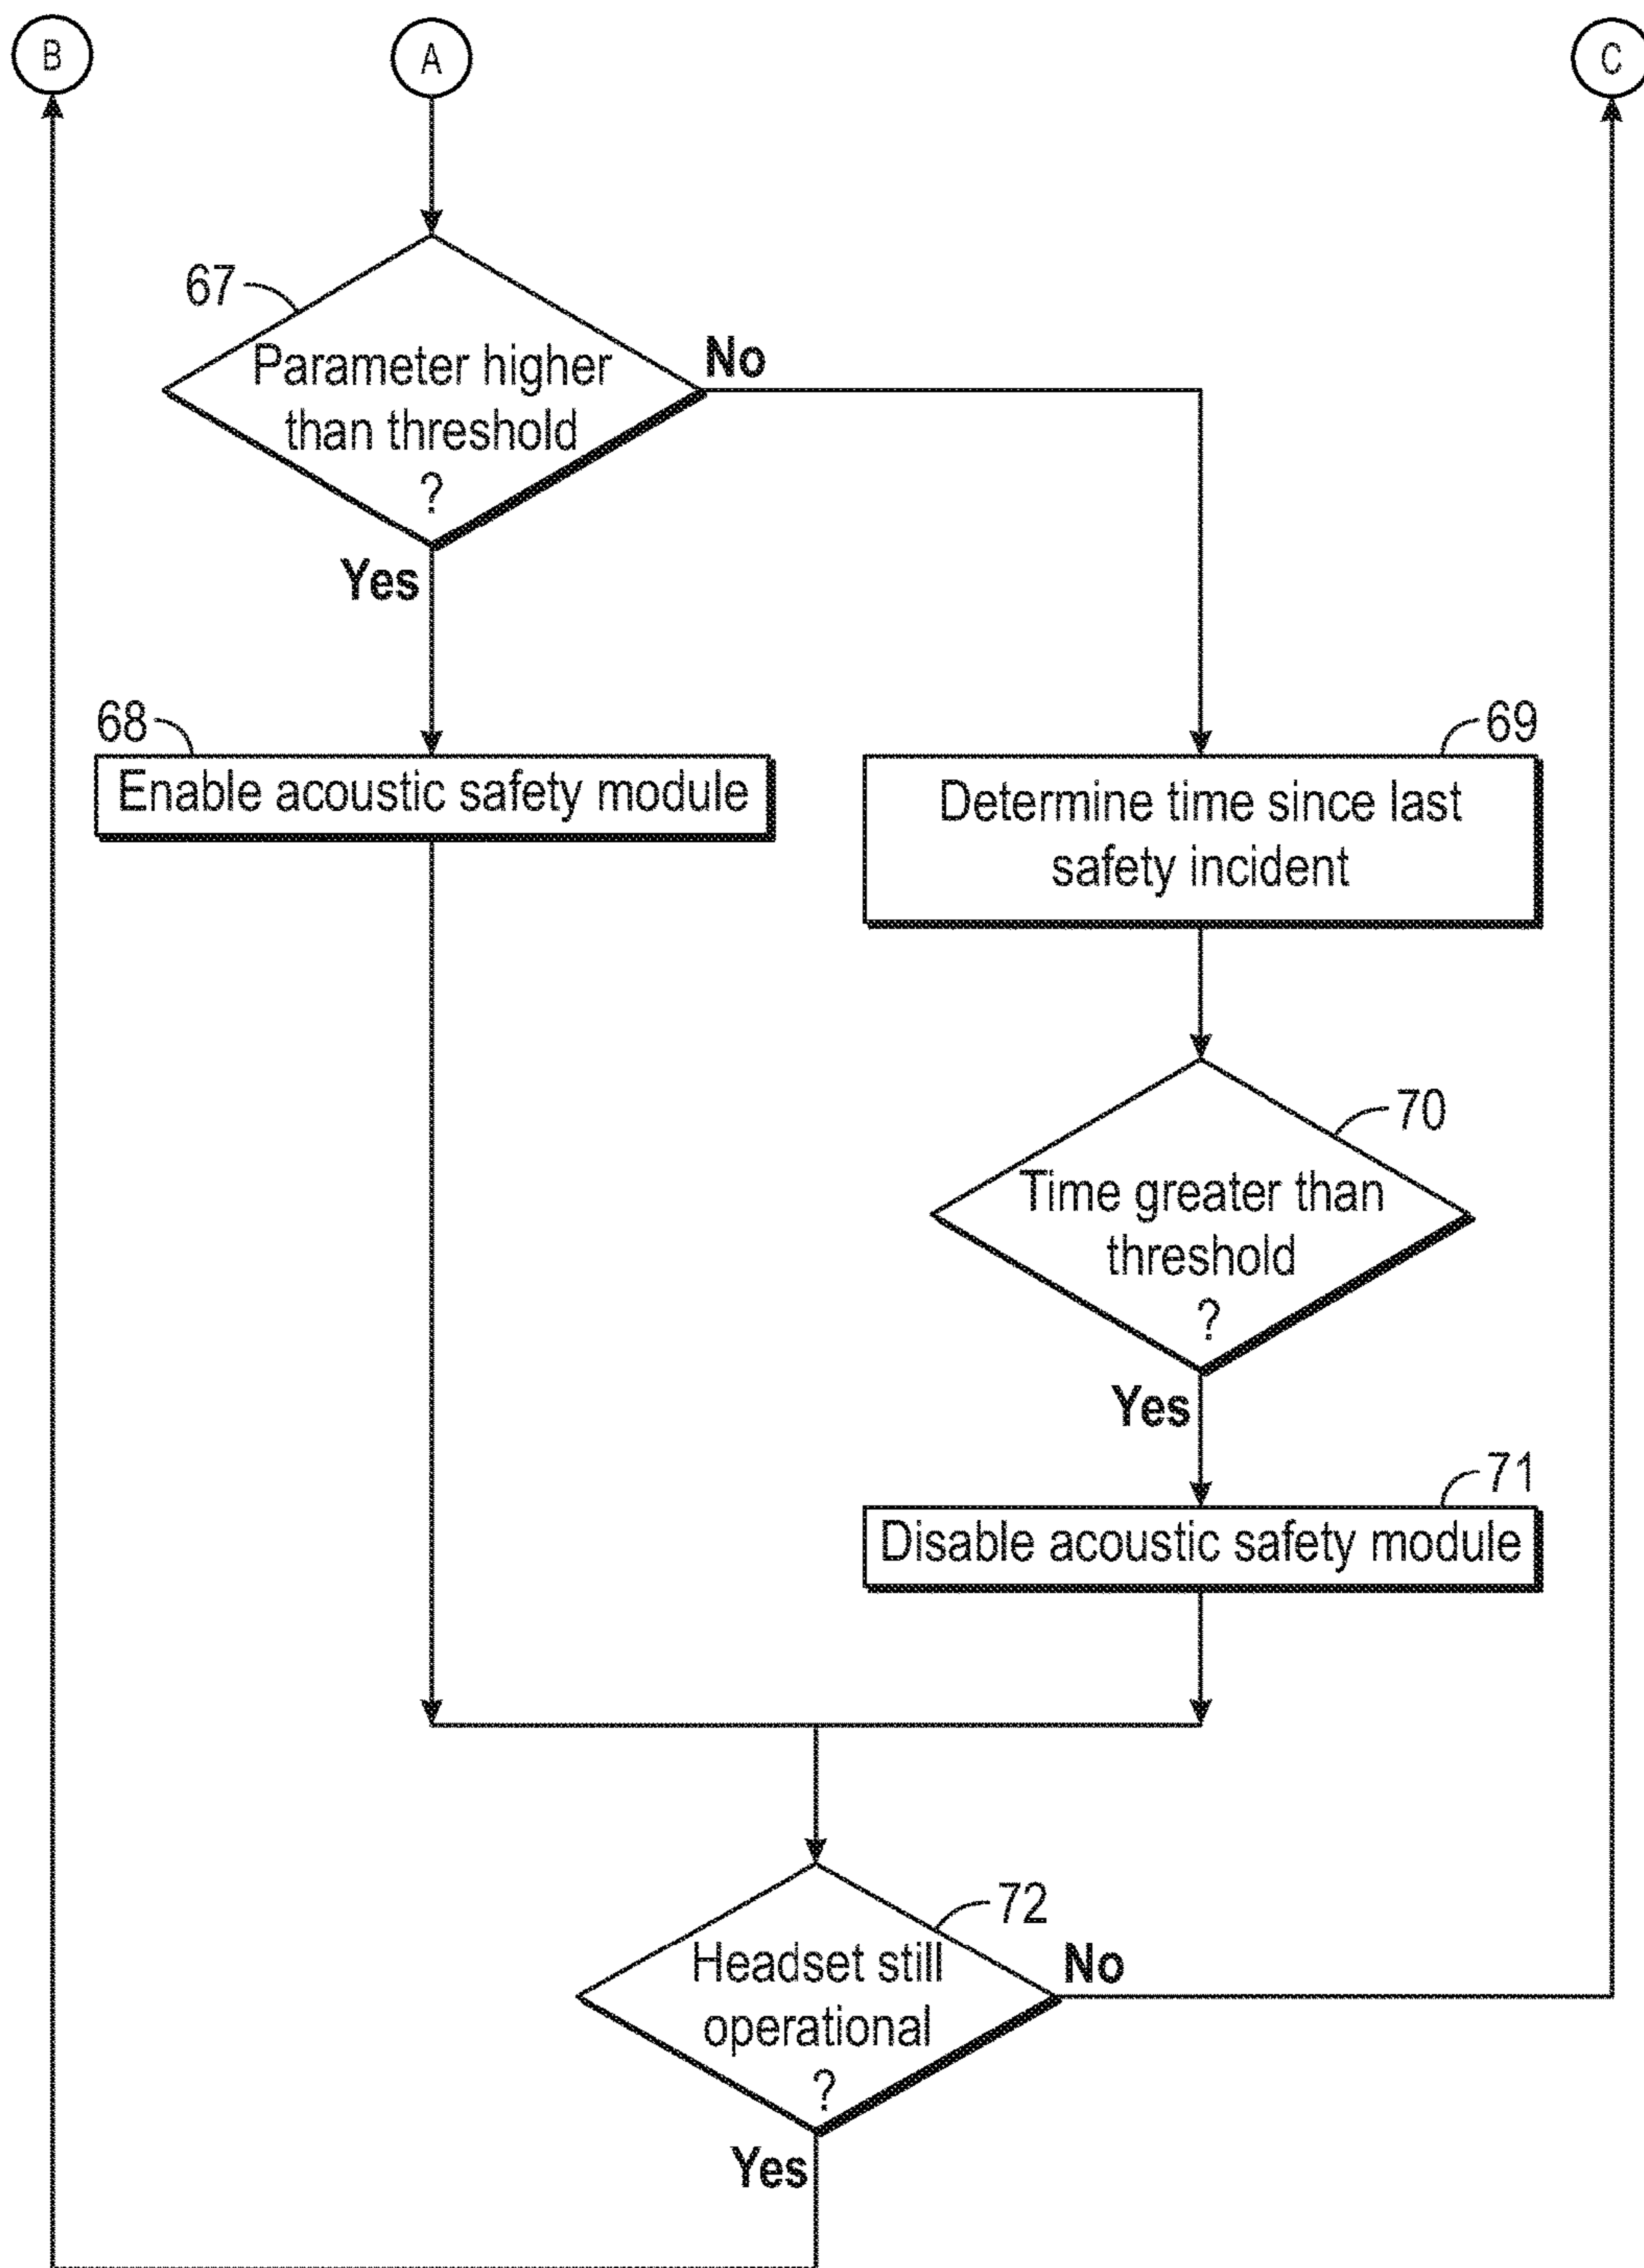 B
A
C
67
Parameter higher
than threshold
?
No
Yes
68
Enable acoustic safety module
69
Determine time since last
safety incident
70
Time greater than
threshold
?
Yes
71
Disable acoustic safety module
72
Headset still
operational
?
No
Yes